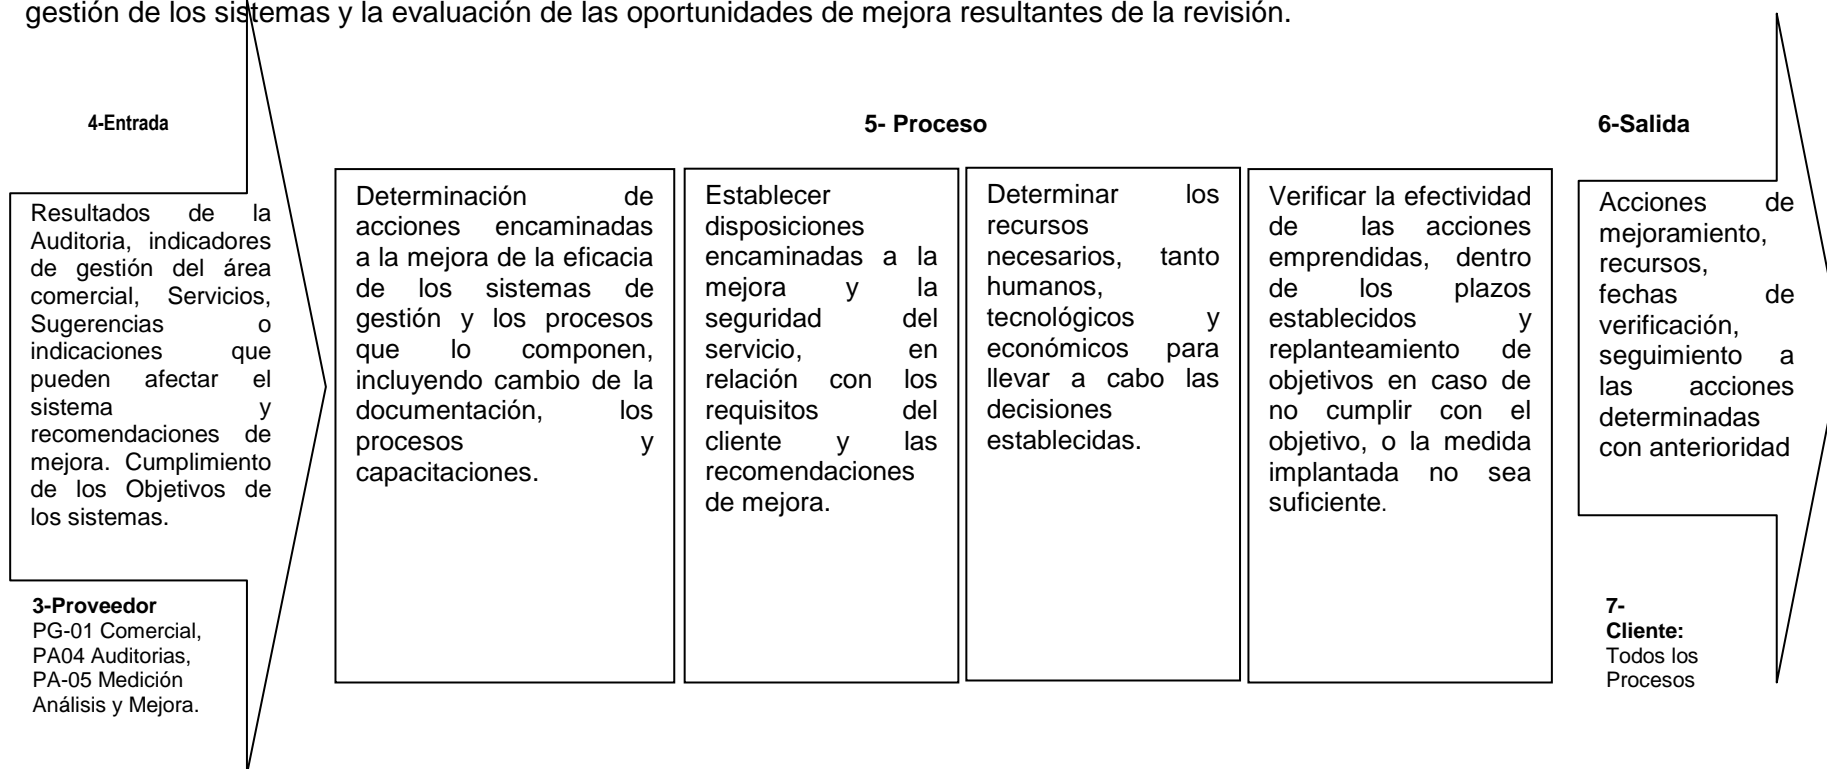 gestión de los sistemas y la evaluación de las oportunidades de mejora resultantes de la revisión.
4-Entrada
Resultados de la
Auditoria, indicadores
de gestión del área
comercial, Servicios,
Sugerencias o
indicaciones que
pueden afectar el
sistema y
recomendaciones de
mejora. Cumplimiento
de los Objetivos de
los sistemas.
3-Proveedor
PG-01 Comercial,
PA04 Auditorias,
PA-05 Medición
Análisis y Mejora.
5- Proceso
Determinación de
acciones encaminadas
a la mejora de la eficacia
de los sistemas de
gestión y los procesos
que lo componen,
incluyendo cambio de la
documentación, los
procesos y
capacitaciones.
Establecer
disposiciones
encaminadas a la
mejora y la
seguridad del
servicio, en
relación con los
requisitos del
cliente y las
recomendaciones
de mejora.
Determinar los
recursos
necesarios, tanto
humanos,
tecnológicos y
económicos para
llevar a cabo las
decisiones
establecidas.
Verificar la efectividad
de las acciones
emprendidas, dentro
de los plazos
establecidos y
replanteamiento de
objetivos en caso de
no cumplir con el
objetivo, o la medida
implantada no sea
suficiente.
6-Salida
Acciones de
mejoramiento,
recursos,
fechas de
verificación,
seguimiento a
las acciones
determinadas
con anterioridad
7-
Cliente:
Todos los
Procesos